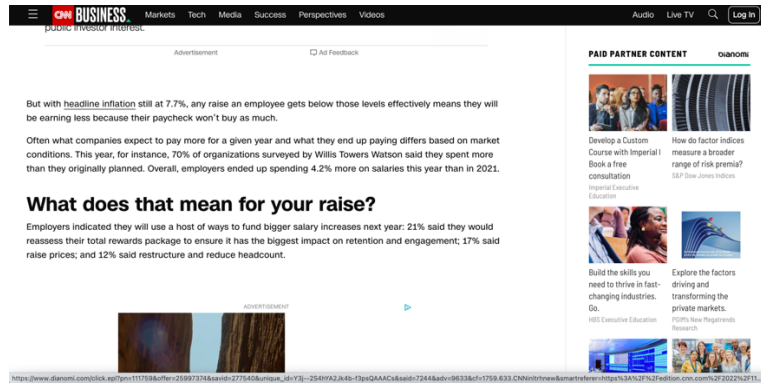 CNN BUSINESS Markets Tech Media Success Perspectives Videos Audio Live TV Log In
public investor interest.
Advertisement Ad Feedback
But with headline inflation still at 7.7%, any raise an employee gets below those levels effectively means they will
be earning less because their paycheck won't buy as much.
Often what companies expect to pay more for a given year and what they end up paying differs based on market
conditions. This year, for instance, 70% of organizations surveyed by Willis Towers Watson said they spent more
than they originally planned. Overall, employers ended up spending 4.2% more on salaries this year than in 2021.
What does that mean for your raise?
Employers indicated they will use a host of ways to fund bigger salary increases next year: 21% said they would
reassess their total rewards package to ensure it has the biggest impact on retention and engagement; 17% said
raise prices; and 12% said restructure and reduce headcount.
ADVERTISEMENT
PAID PARTNER CONTENT
dianomi
Develop a Custom
Course with Imperial I
Book a free
consultation
Imperial Executive
Education
How do factor indices
measure a broader
range of risk premia?
S&P Dow Jones Indices
Build the skills you
need to thrive in fast-
changing industries.
Go.
HBS Executive Education
Explore the factors
driving and
transforming the
private markets.
PGIM's New Megatrends
Research